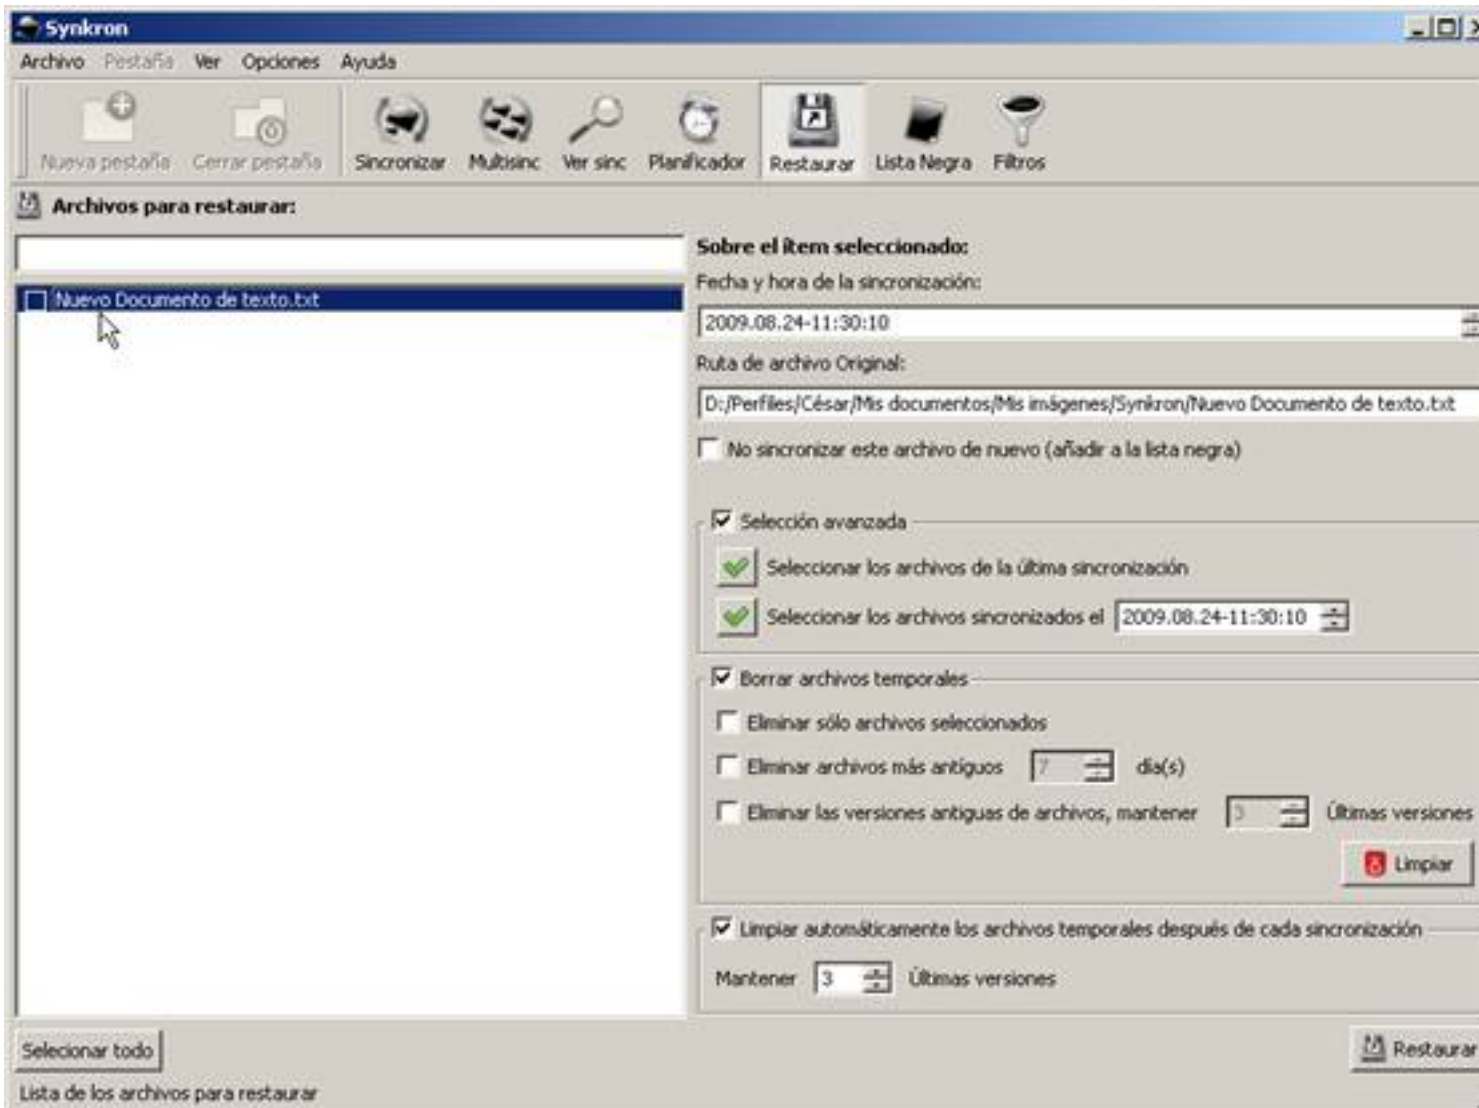 Synkron
Archivo Pestaña Ver Opciones Ayuda
Nueva pestaña Cerrar pestaña Sincronizar Multisinc Ver sinc Planificador Restaurar Lista Negra Filtros
Archivos para restaurar:
Nuevo Documento de texto.txt
Sobre el ítem seleccionado:
Fecha y hora de la sincronización:
2009.08.24-11:30:10
Ruta de archivo Original:
D:/Perfiles/César/Mis documentos/Mis imágenes/Synkron/Nuevo Documento de texto.txt
No sincronizar este archivo de nuevo (añadir a la lista negra)
Selección avanzada
Seleccionar los archivos de la última sincronización
Seleccionar los archivos sincronizados el 2009.08.24-11:30:10
Borrar archivos temporales
Eliminar sólo archivos seleccionados
Eliminar archivos más antíguos 7 día(s)
Eliminar las versiones antiguas de archivos, mantener 3 Últimas versiones
Limpiar
Limpiar automáticamente los archivos temporales después de cada sincronización
Mantener 3 Últimas versiones
Selecionar todo
Restaurar
Lista de los archivos para restaurar